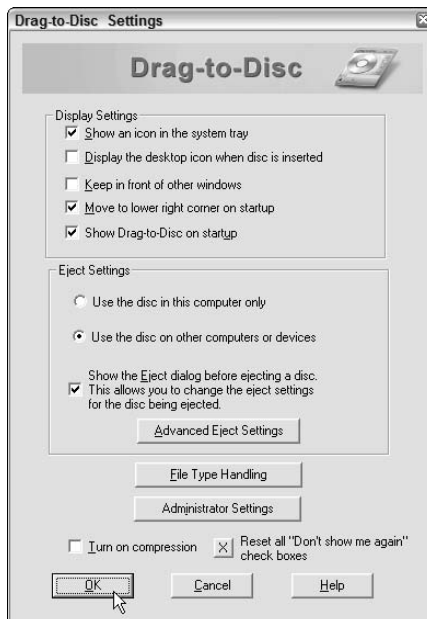 Drag-to-Disc Settings
Drag-to-Disc
Display Settings
Show an icon in the system tray
Display the desktop icon when disc is inserted
Keep in front of other windows
Move to lower right corner on startup
Show Drag-to-Disc on startup
Eject Settings
Use the disc in this computer only
Use the disc on other computers or devices
Show the Eject dialog before ejecting a disc.
This allows you to change the eject settings
for the disc being ejected.
Advanced Eject Settings
File Type Handling
Administrator Settings
Turn on compression
X
Reset all "Don't show me again"
check boxes
OK
Cancel
Help